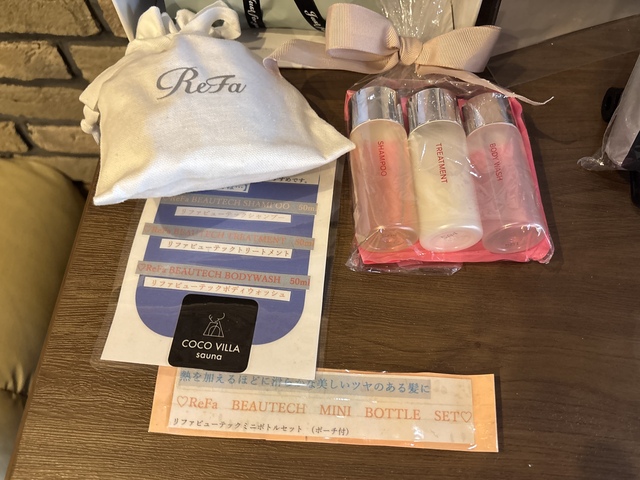 ReFa
SHAMPOO
TREATMENT
BODY WASH
BEAUTECH SHAMPOO 50ml
リファビューテックシャンプー
リファビューテックトリートメント
♡ReFa BEAUTECH BODYWASH 50ml
リファビューテックボディウォッシュ
COCO VILLA
sauna
熱を加えるほどに 美しいツヤのある髪に
♡ReFa BEAUTECH MINI BOTTLE SET♡
リファビューテックミニボトルセット (ポーチ付)